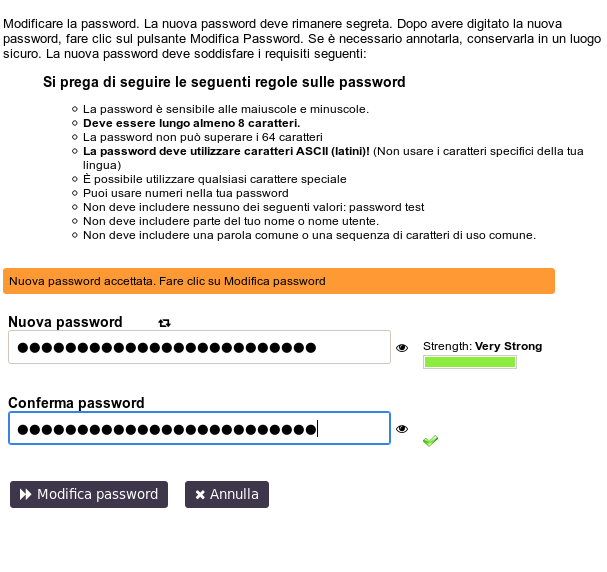 Modificare la password. La nuova password deve rimanere segreta. Dopo avere digitato la nuova
password, fare clic sul pulsante Modifica Password. Se è necessario annotarla, conservarla in un luogo
sicuro. La nuova password deve soddisfare i requisiti seguenti:
Si prega di seguire le seguenti regole sulle password
La password è sensibile alle maiuscole e minuscole.
Deve essere lungo almeno 8 caratteri.
La password non può superare i 64 caratteri
La password deve utilizzare caratteri ASCII (latini)! (Non usare i caratteri specifici della tua
lingua)
È possibile utilizzare qualsiasi carattere speciale
Puoi usare numeri nella tua password
Non deve includere nessuno dei seguenti valori: password test
Non deve includere parte del tuo nome o nome utente.
Non deve includere una parola comune o una sequenza di caratteri di uso comune.
Nuova password accettata. Fare clic su Modifica password
Nuova password
Strength: Very Strong
Conferma password
Modifica password
Annulla